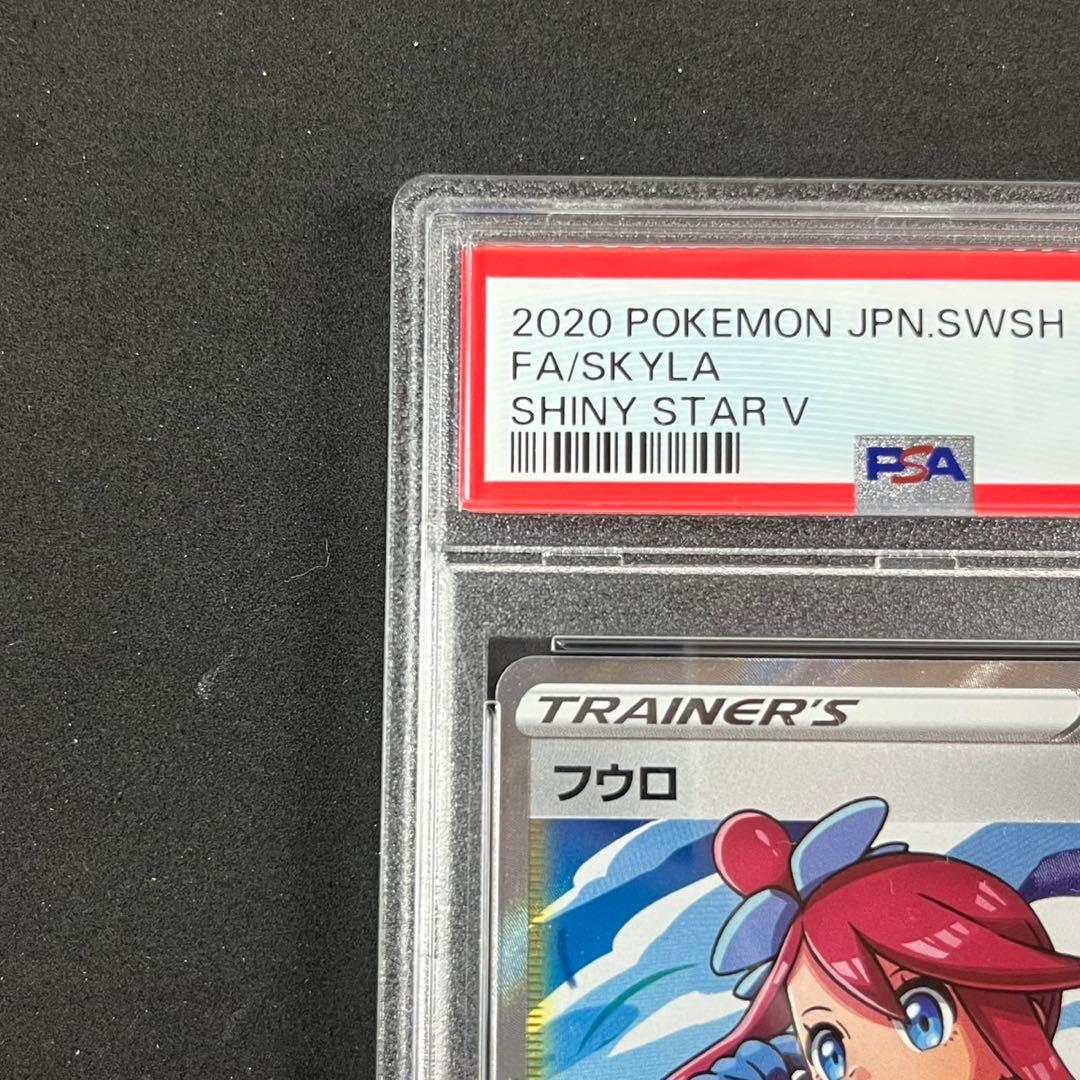 2020 POKEMON JPN.SWSH
FA/SKYLA
SHINY STAR V
PSA
TRAINER'S
フウロ